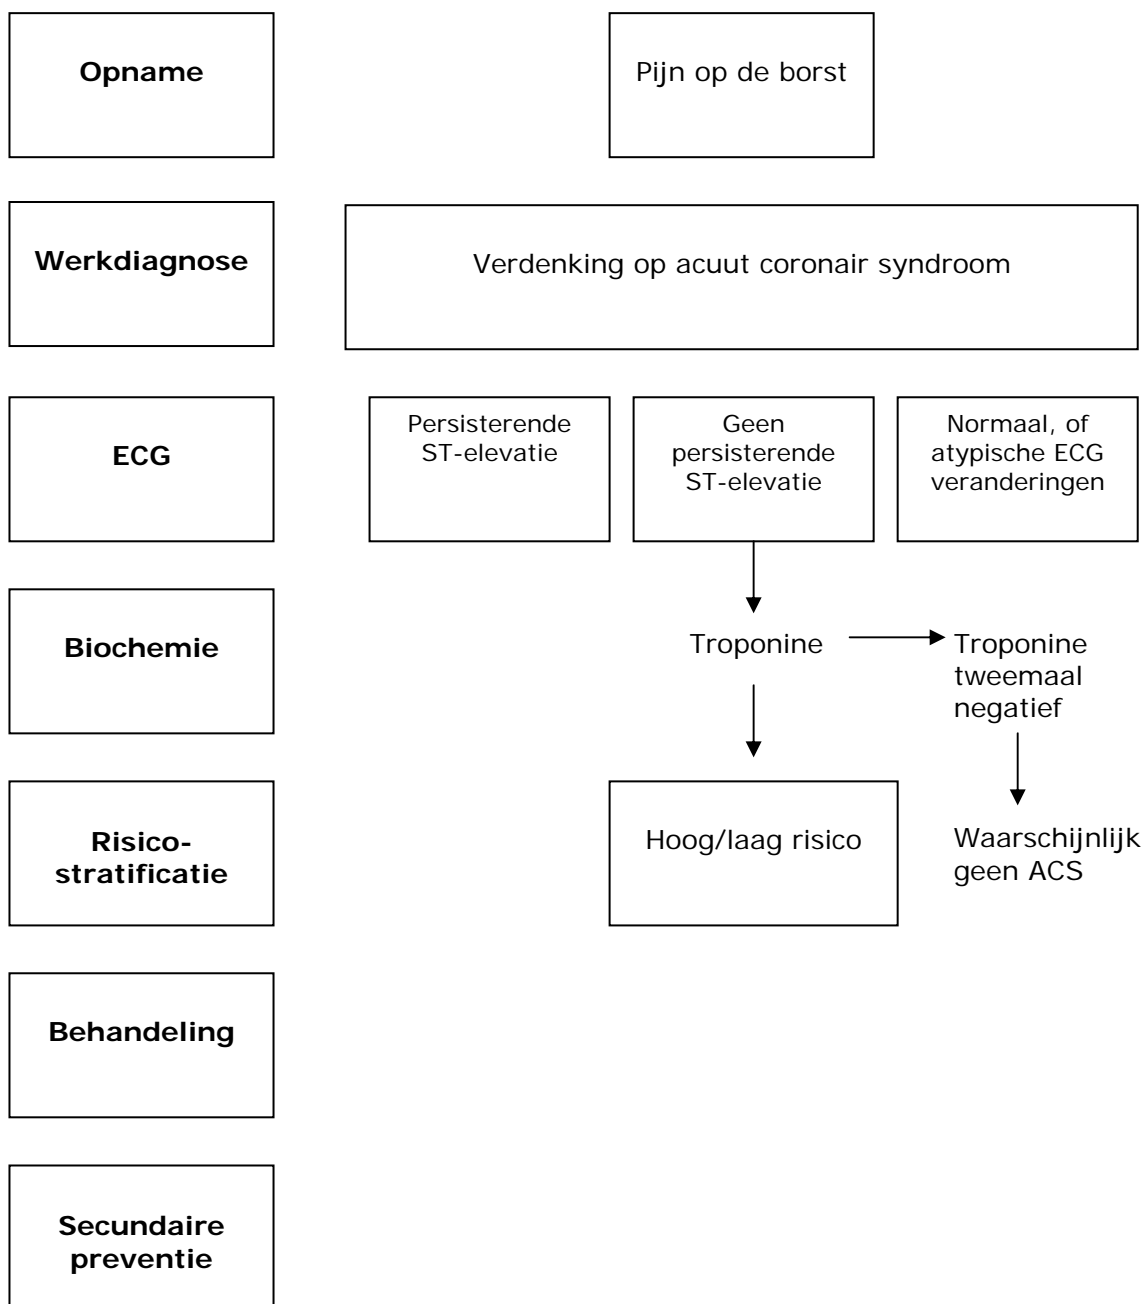 Opname
Pijn op de borst
Werkdiagnose
Verdenking op acuut coronair syndroom
ECG
Persisterende
ST-elevatie
Geen
persisterende
ST-elevatie
Normaal, of
atypische ECG
veranderingen
Biochemie
Troponine
Troponine
tweemaal
negatief
Risico-
stratificatie
Hoog/laag risico
Waarschijnlijk
geen ACS
Behandeling
Secundaire
preventie